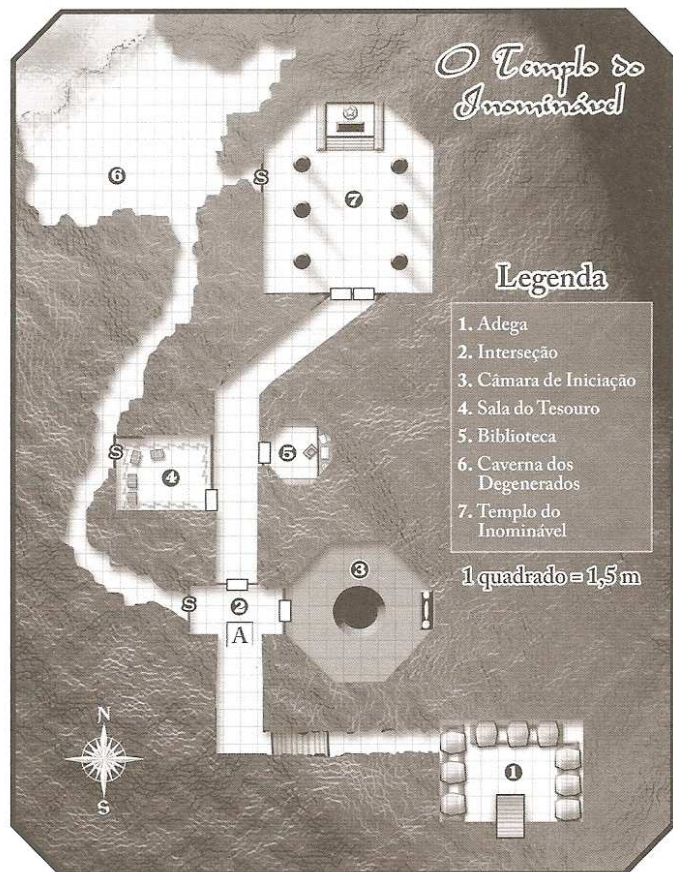 O Templo do
Inominável
6
S
7
Legenda
1. Adega
2. Interseção
3. Câmara de Iniciação
4. Sala do Tesouro
5. Biblioteca
6. Caverna dos
Degenerados
7. Templo do
Inominável
1 quadrado = 1,5 m
S
4
5
3
S
2
A
N
S
1